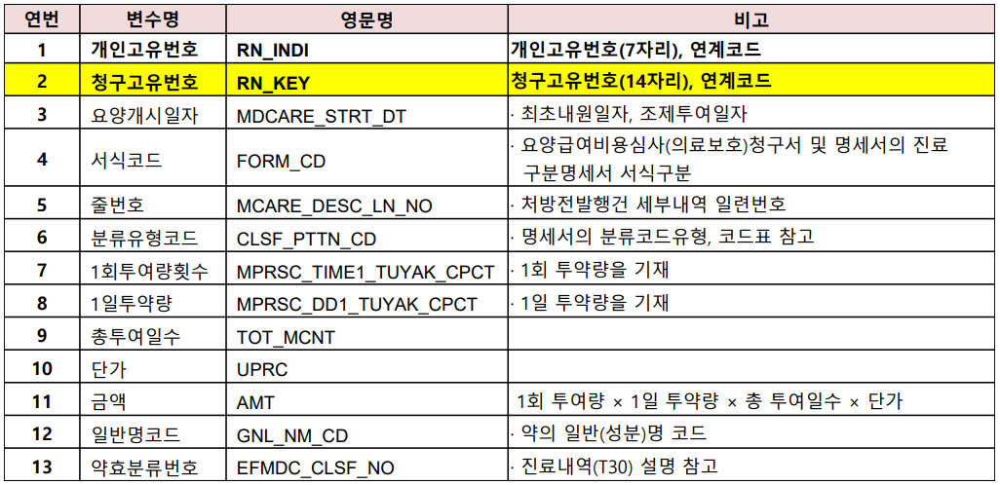 연번 변수명 영문명 비고
1 개인고유번호 RN_INDI 개인고유번호(7자리), 연계코드
2 청구고유번호 RN_KEY 청구고유번호(14자리), 연계코드
3 요양개시일자 MDCARE_STRT_DT · 최초내원일자, 조제투여일자
4 서식코드 FORM_CD · 요양급여비용심사(의료보호)청구서 및 명세서의 진료
구분명세서 서식구분
5 줄번호 MCARE_DESC_LN_NO · 처방전발행건 세부내역 일련번호
6 분류유형코드 CLSF_PTTN_CD · 명세서의 분류코드유형, 코드표 참고
7 1회투여량횟수 MPRSC_TIME1_TUYAK_CPCT · 1회 투약량을 기재
8 1일투약량 MPRSC_DD1_TUYAK_CPCT · 1일 투약량을 기재
9 총투여일수 TOT_MCNT
10 단가 UPRC
11 금액 AMT 1회 투여량 × 1일 투약량 × 총 투여일수 × 단가
12 일반명코드 GNL_NM_CD · 약의 일반(성분)명 코드
13 약효분류번호 EFMDC_CLSF_NO · 진료내역(T30) 설명 참고